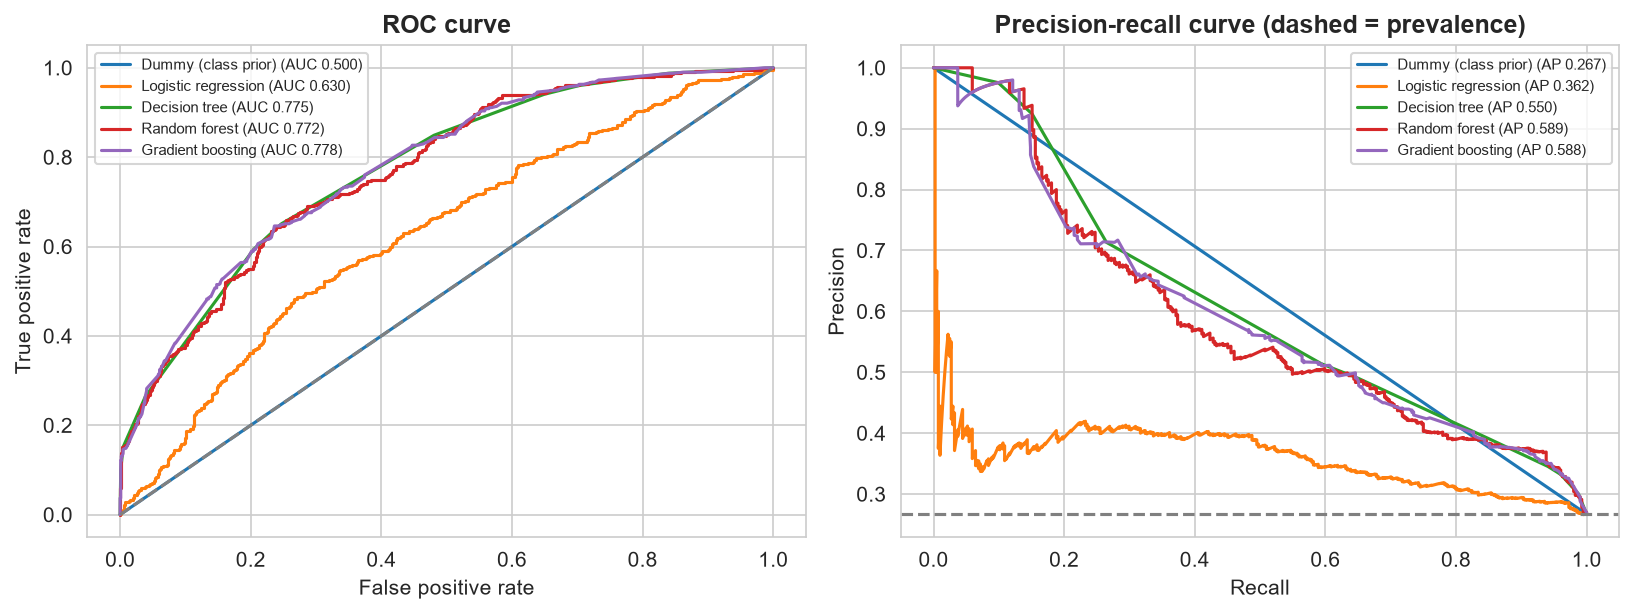 ROC curve
Dummy (class prior) (AUC 0.500)
Logistic regression (AUC 0.630)
Decision tree (AUC 0.775)
Random forest (AUC 0.772)
Gradient boosting (AUC 0.778)
True positive rate
1.0
0.8
0.6
0.4
0.2
0.0
0.0 0.2 0.4 0.6 0.8 1.0
False positive rate
Precision-recall curve (dashed = prevalence)
Dummy (class prior) (AP 0.267)
Logistic regression (AP 0.362)
Decision tree (AP 0.550)
Random forest (AP 0.589)
Gradient boosting (AP 0.588)
Precision
1.0
0.9
0.8
0.7
0.6
0.5
0.4
0.3
0.0 0.2 0.4 0.6 0.8 1.0
Recall